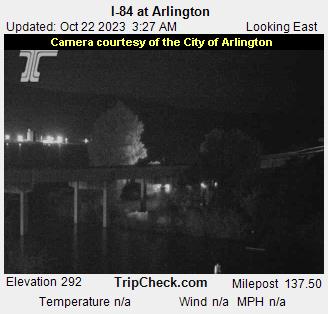 I-84 at Arlington
Updated: Oct 22 2023 3:27 AM Looking East
Camera courtesy of the City of Arlington
Elevation 292 TripCheck.com Milepost 137.50
Temperature n/a Wind n/a MPH n/a